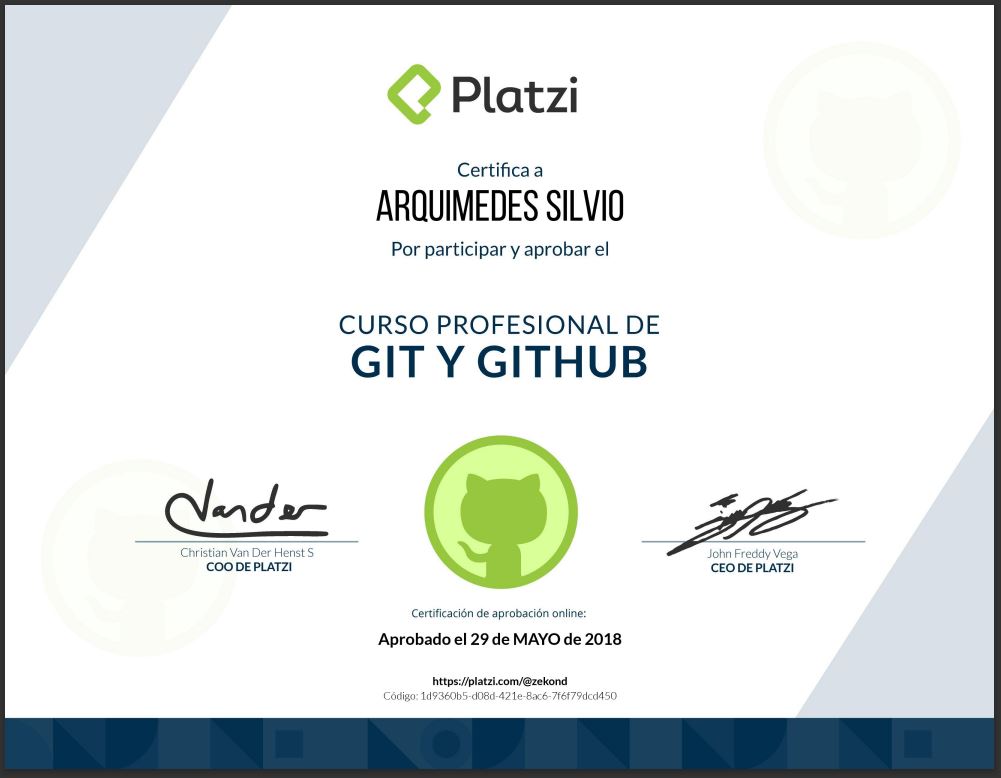 Platzi
Certifica a
ARQUIMEDES SILVIO
Por participar y aprobar el
CURSO PROFESIONAL DE
GIT Y GITHUB
Vander
Christian Van Der Henst S
COO DE PLATZI
John Freddy Vega
CEO DE PLATZI
Certificación de aprobación online:
Aprobado el 29 de MAYO de 2018
https://platzi.com/@zekond
Código: 1d9360b5-d08d-421e-8ac6-7f6f79dcd450